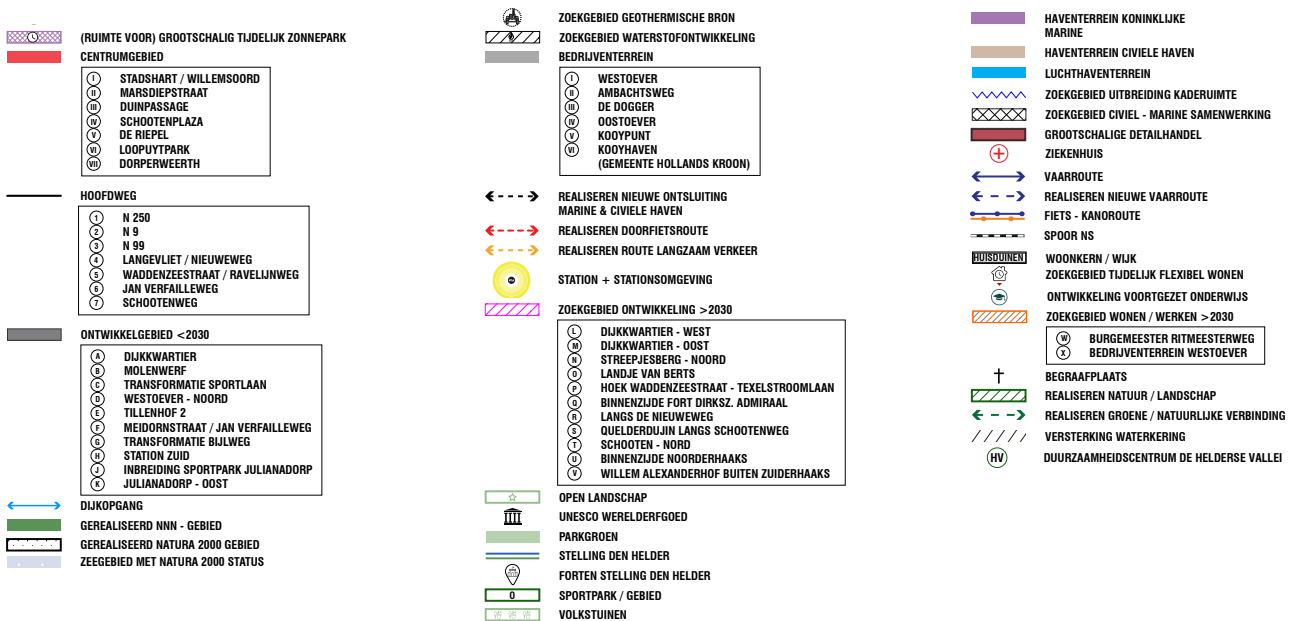 (RUIMTE VOOR) GROOTSCHALIG TIJDELIJK ZONNEPARK
CENTRUMGEBIED
I STADSHART / WILLEMSOORD
II MARSDIEPSTRAAT
III DUINPASSAGE
IV SCHOOTENPLAZA
V DE RIEPEL
VI LOOPUYTPARK
VII DORPERWEERTH
HOOFDWEG
1 N 250
2 N 9
3 N 99
4 LANGEVLIET / NIEUWEWEG
5 WADDENZEESTRAAT / RAVELIJNWEG
6 JAN VERFAILLEWEG
7 SCHOOTENWEG
ONTWIKKELGEBIED <2030
A DIJKKWARTIER
B MOLENWERF
C TRANSFORMATIE SPORTLAAN
D WESTOEVER - NOORD
E TILLENHOF 2
F MEIDORNSTRAAT / JAN VERFAILLEWEG
G TRANSFORMATIE BIJLWEG
H STATION ZUID
J INBREIDING SPORTPARK JULIANADORP
K JULIANADORP - OOST
DIJKOPGANG
GEREALISEERD NNN - GEBIED
GEREALISEERD NATURA 2000 GEBIED
ZEEGEBIED MET NATURA 2000 STATUS
ZOEKGEBIED GEOTHERMISCHE BRON
ZOEKGEBIED WATERSTOFONTWIKKELING
BEDRIJVENTERREIN
I WESTOEVER
II AMBACHTSWEG
III DE DOGGER
IV OOSTOEVER
V KOOYPUNT
VI KOOYHAVEN
(GEMEENTE HOLLANDS KROON)
REALISEREN NIEUWE ONTSLUITING
MARINE & CIVIELE HAVEN
REALISEREN DOORFIETSROUTE
REALISEREN ROUTE LANGZAAM VERKEER
STATION + STATIONSOMGEVING
ZOEKGEBIED ONTWIKKELING >2030
L DIJKKWARTIER - WEST
M DIJKKWARTIER - OOST
N STREEPJESBERG - NOORD
O LANDJE VAN BERTS
P HOEK WADDENZEESTRAAT - TEXELSTROOMLAAN
Q BINNENZIJDE FORT DIRKSZ. ADMIRAAL
R LANGS DE NIEUWEWEG
S QUELDERDUIJN LANGS SCHOOTENWEG
T SCHOOTEN - NORD
U BINNENZIJDE NOORDERHAAKS
V WILLEM ALEXANDERHOF BUITEN ZUIDERHAAKS
OPEN LANDSCHAP
UNESCO WERELDERFGOED
PARKGROEN
STELLING DEN HELDER
FORTEN STELLING DEN HELDER
O SPORTPARK / GEBIED
VOLKSTUINEN
HAVENTERREIN KONINKLIJKE
MARINE
HAVENTERREIN CIVIELE HAVEN
LUCHTHAVENTERREIN
ZOEKGEBIED UITBREIDING KADERUIMTE
ZOEKGEBIED CIVIEL - MARINE SAMENWERKING
GROOTSCHALIGE DETAILHANDEL
ZIEKENHUIS
VAARROUTE
REALISEREN NIEUWE VAARROUTE
FIETS - KANOROUTE
SPOOR NS
HUISDUINEN WOONKERN / WIJK
ZOEKGEBIED TIJDELIJK FLEXIBEL WONEN
ONTWIKKELING VOORTGEZET ONDERWIJS
ZOEKGEBIED WONEN / WERKEN >2030
W BURGEMEESTER RITMEESTERWEG
X BEDRIJVENTERREIN WESTOEVER
BEGRAAFPLAATS
REALISEREN NATUUR / LANDSCHAP
REALISEREN GROENE / NATUURLIJKE VERBINDING
VERSTERKING WATERKERING
HV DUURZAAMHEIDSCENTRUM DE HELDERSE VALLEI